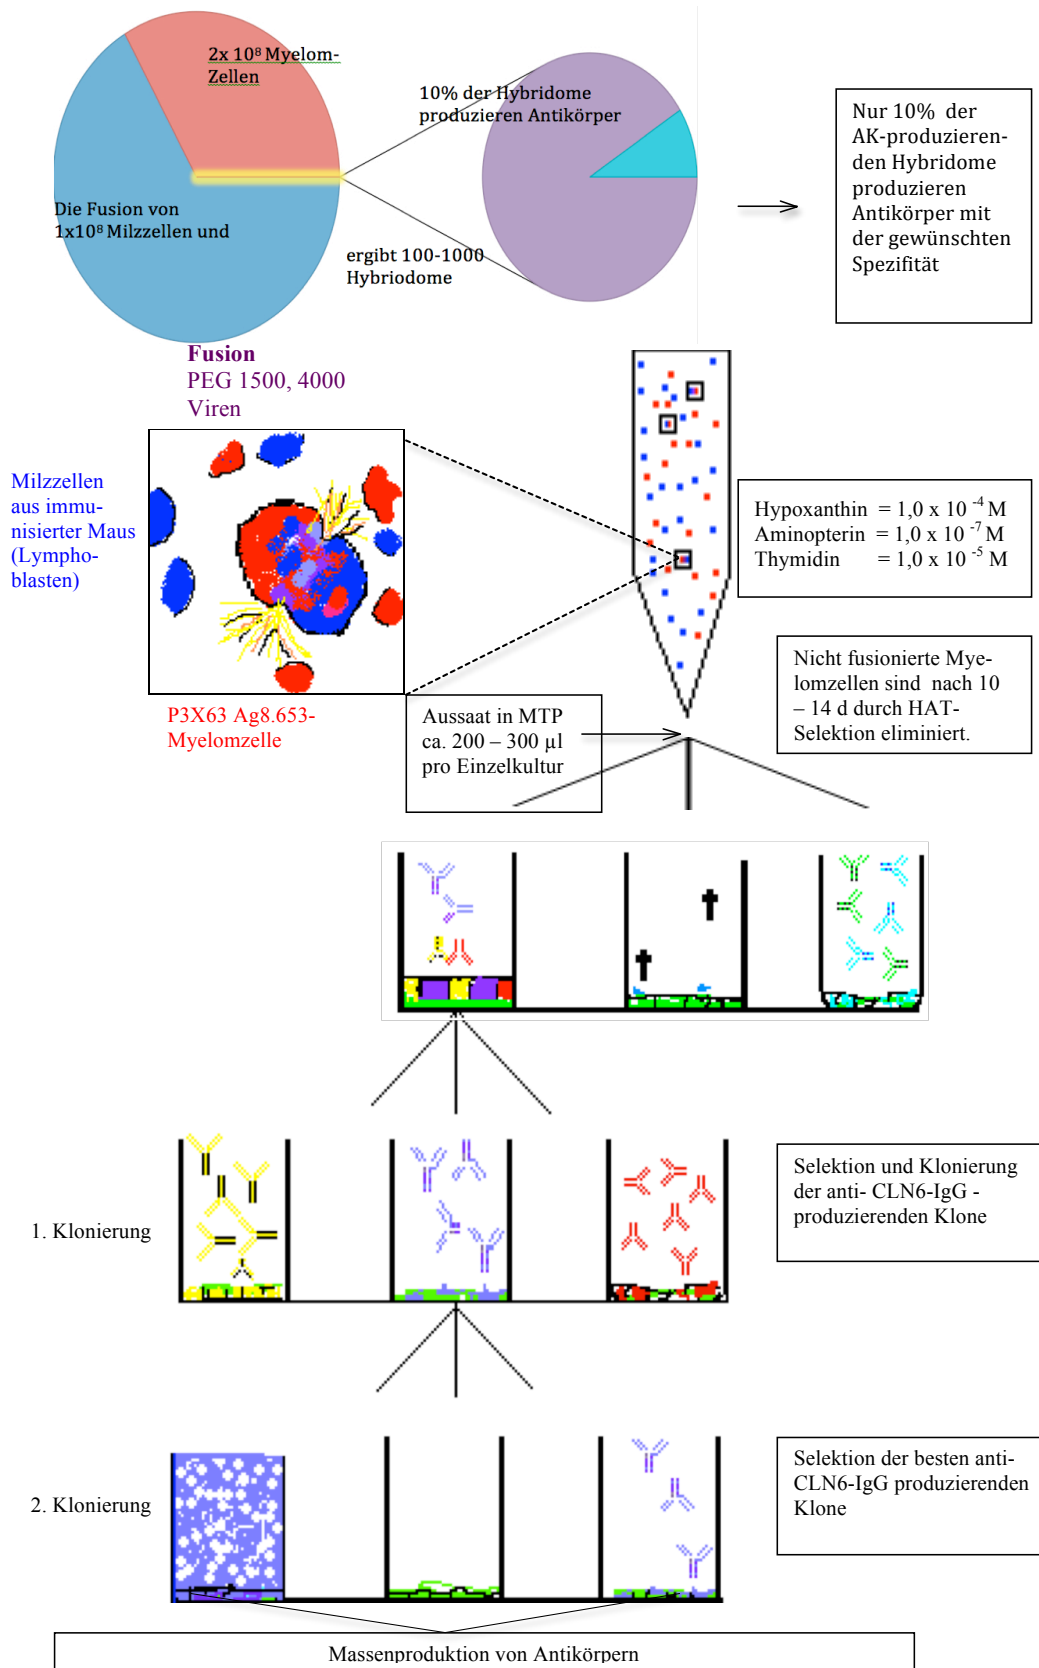 2x 10⁸ Myelom-
Zellen
Die Fusion von
1x10⁸ Milzzellen und
10% der Hybridome
produzieren Antikörper
ergibt 100-1000
Hybriodome
Nur 10% der
AK-produzieren-
den Hybridome
produzieren
Antikörper mit
der gewünschten
Spezifität
Fusion
PEG 1500, 4000
Viren
Milzzellen
aus immu-
nisierter Maus
(Lympho-
blasten)
P3X63 Ag8.653-
Myelomzelle
Hypoxanthin = 1,0 x 10 ⁻⁴ M
Aminopterin = 1,0 x 10 ⁻⁷ M
Thymidin = 1,0 x 10 ⁻⁵ M
Nicht fusionierte Mye-
lomzellen sind nach 10
– 14 d durch HAT-
Selektion eliminiert.
Aussaat in MTP
ca. 200 – 300 µl
pro Einzelkultur
1. Klonierung
Selektion und Klonierung
der anti- CLN6-IgG -
produzierenden Klone
2. Klonierung
Selektion der besten anti-
CLN6-IgG produzierenden
Klone
Massenproduktion von Antikörpern